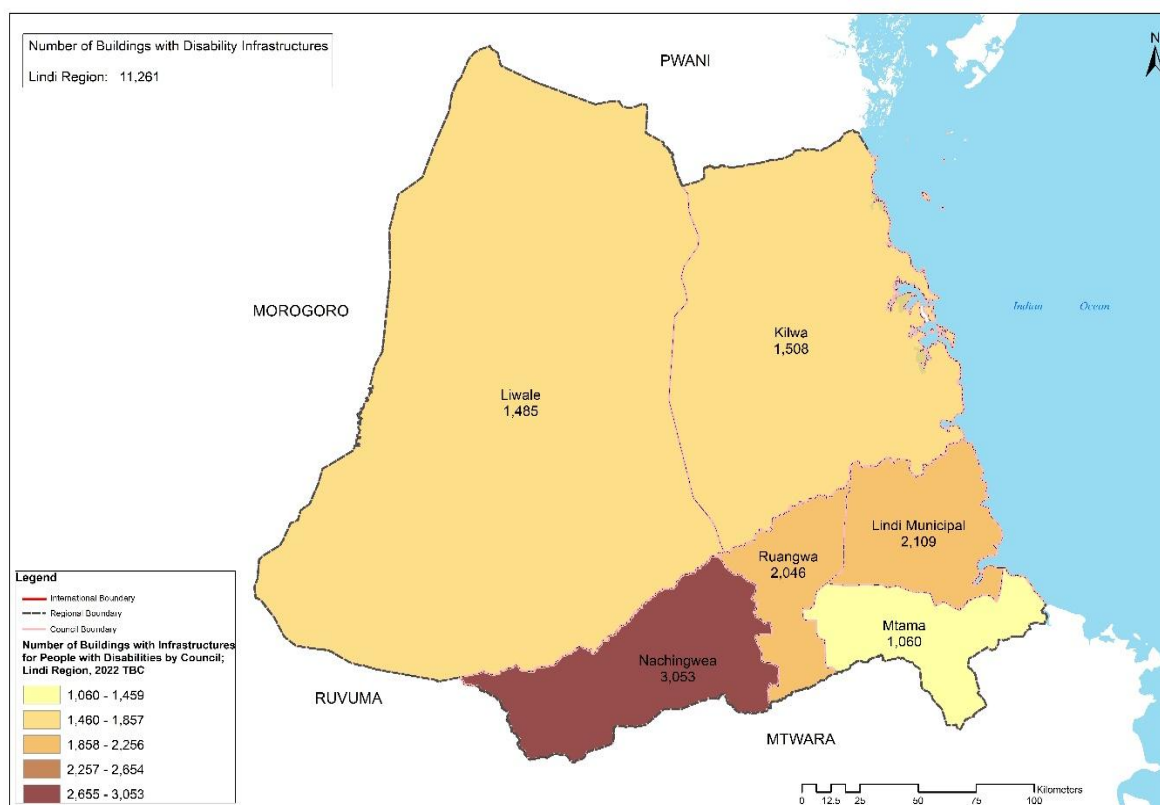 Number of Buildings with Disability Infrastructures
Lindi Region: 11,261
PWANI
N
MOROGORO
Indian Ocean
Kilwa
1,508
Liwale
1,485
Lindi Municipal
2,109
Ruangwa
2,046
Mtama
1,060
Nachingwea
3,053
RUVUMA
MTWARA
Legend
International Boundary
Regional Boundary
Council Boundary
Number of Buildings with Infrastructures
for People with Disabilities by Council;
Lindi Region, 2022 TBC
1,060 - 1,459
1,460 - 1,857
1,858 - 2,256
2,257 - 2,654
2,655 - 3,053
Kilometers
0 12.5 25 50 75 100